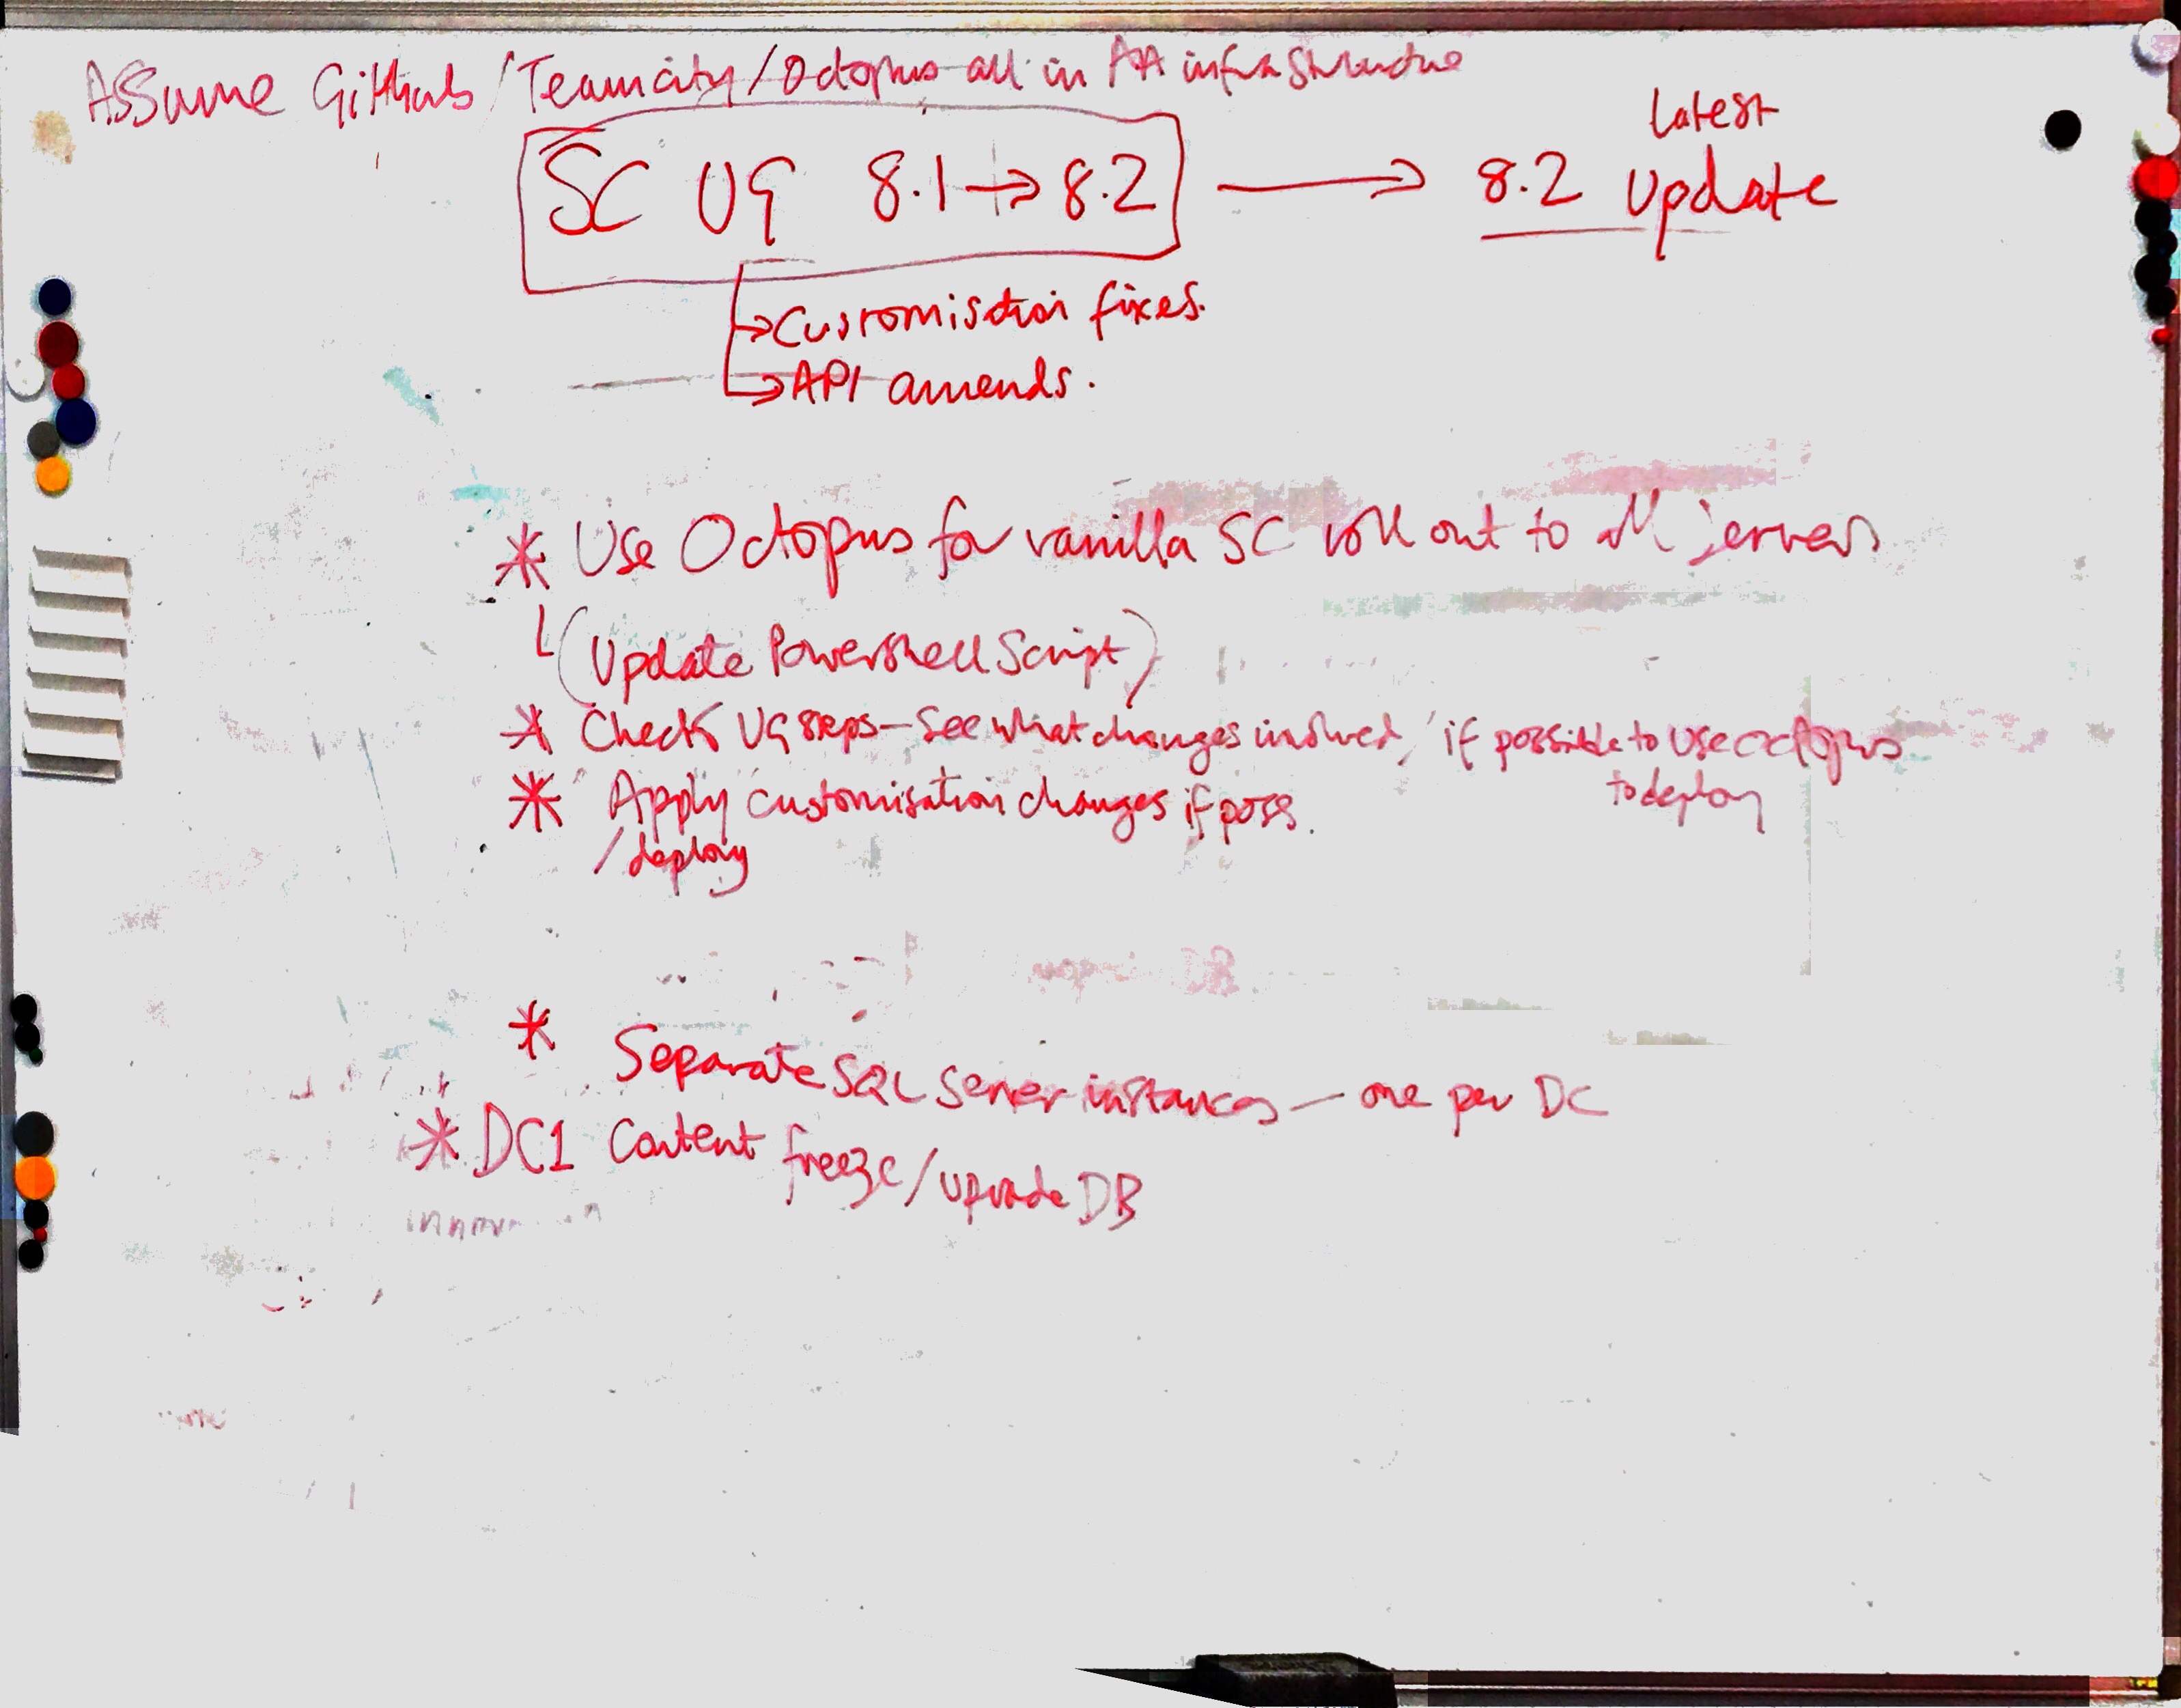 Assume GitHub/Teamcity/Octopus all in AA infrastructure
Latest
SC UG 8.1→8.2 → 8.2 Update
→Customisation fixes.
→API amends.
* Use Octopus for vanilla SC roll out to all servers
(Update Powershell Script)
* Check UG steps—See what changes involved, if possible to use octopus
to deploy
* Apply customisation changes if poss.
/deploy
* Separate SQL Server instances — one per DC
* DC1 Content freeze/upgrade DB